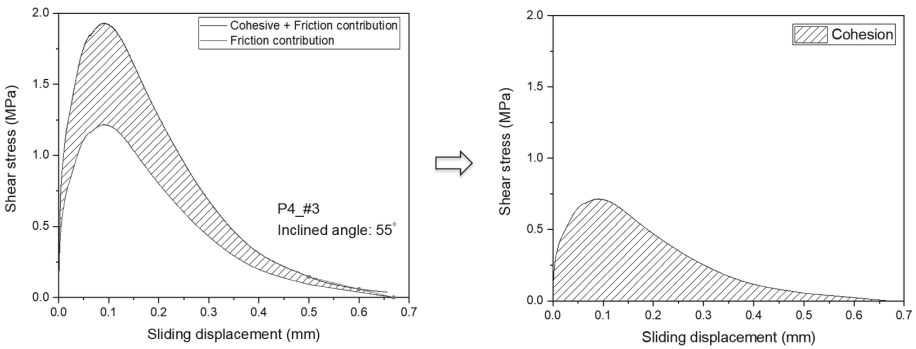 2.0
Cohesive + Friction contribution
Friction contribution
1.5
1.0
0.5
0.0
Shear stress (MPa)
P4_#3
Inclined angle: 55°
0.0 0.1 0.2 0.3 0.4 0.5 0.6 0.7
Sliding displacement (mm)
2.0
Cohesion
1.5
1.0
0.5
0.0
Shear stress (MPa)
0.0 0.1 0.2 0.3 0.4 0.5 0.6 0.7
Sliding displacement (mm)